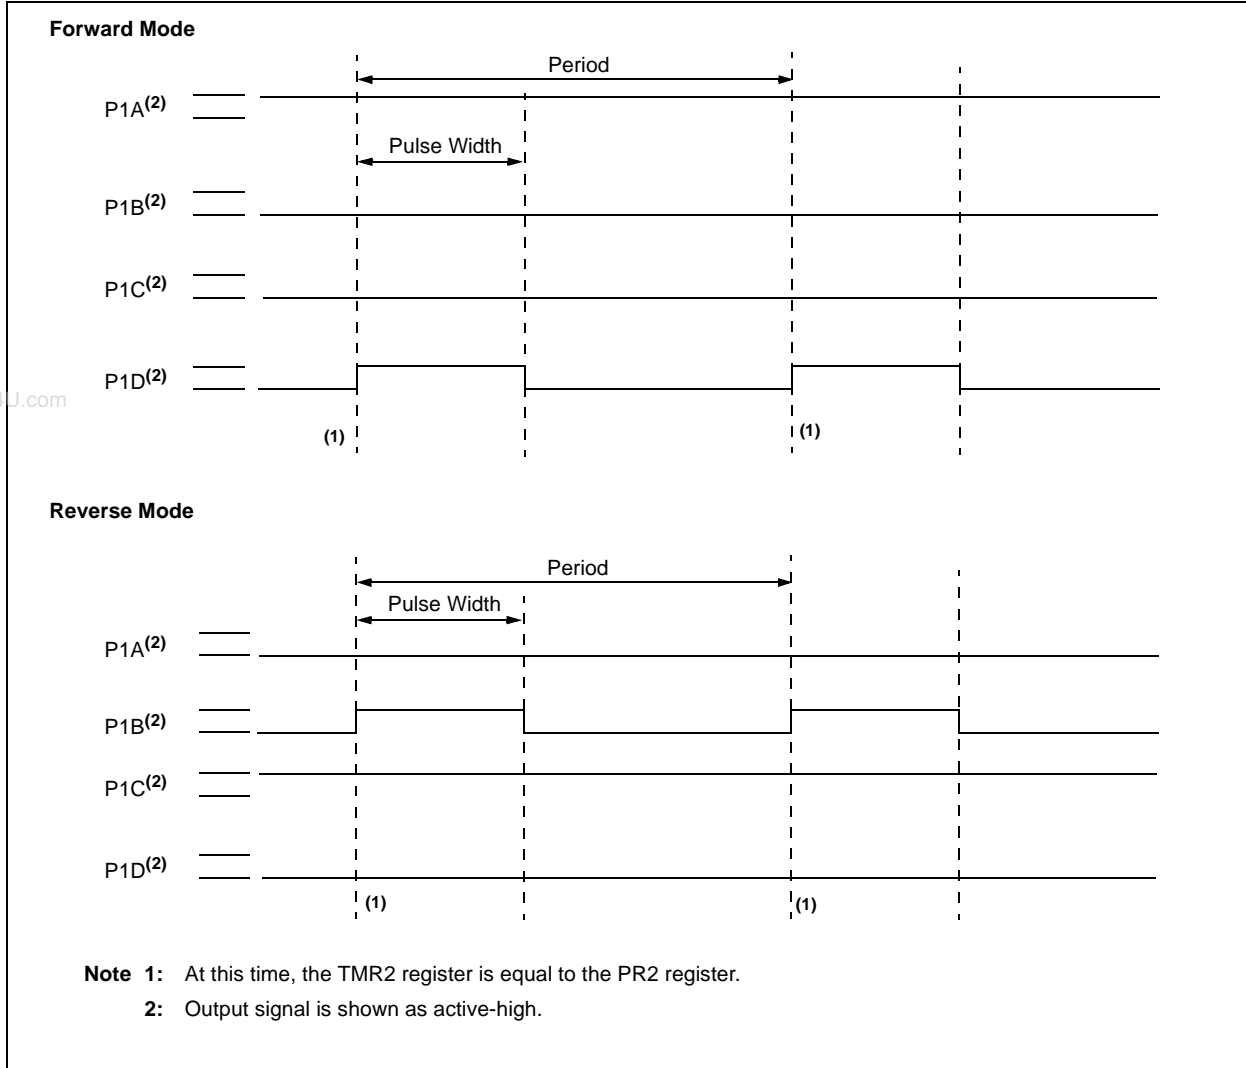 Forward Mode
Period
P1A(2)
Pulse Width
P1B(2)
P1C(2)
P1D(2)
4U.com
(1)
(1)
Reverse Mode
Period
Pulse Width
P1A(2)
P1B(2)
P1C(2)
P1D(2)
(1)
(1)
Note 1: At this time, the TMR2 register is equal to the PR2 register.
2: Output signal is shown as active-high.